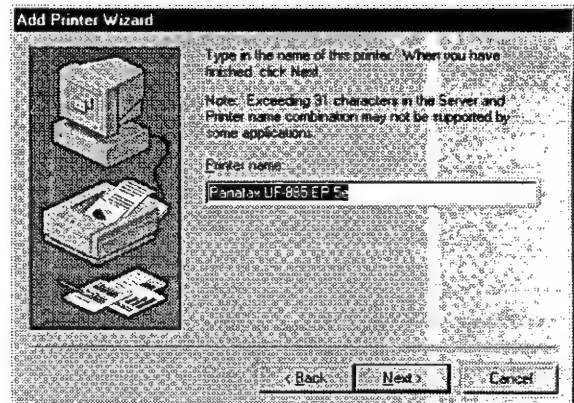 Add Printer Wizard
Type in the name of this printer. When you have
finished, click Next.
Note: Exceeding 31 characters in the Server and
Printer name combination may not be supported by
some applications.
Printer name:
Panafax UF-885 EP 5e
< Back
Next >
Cancel